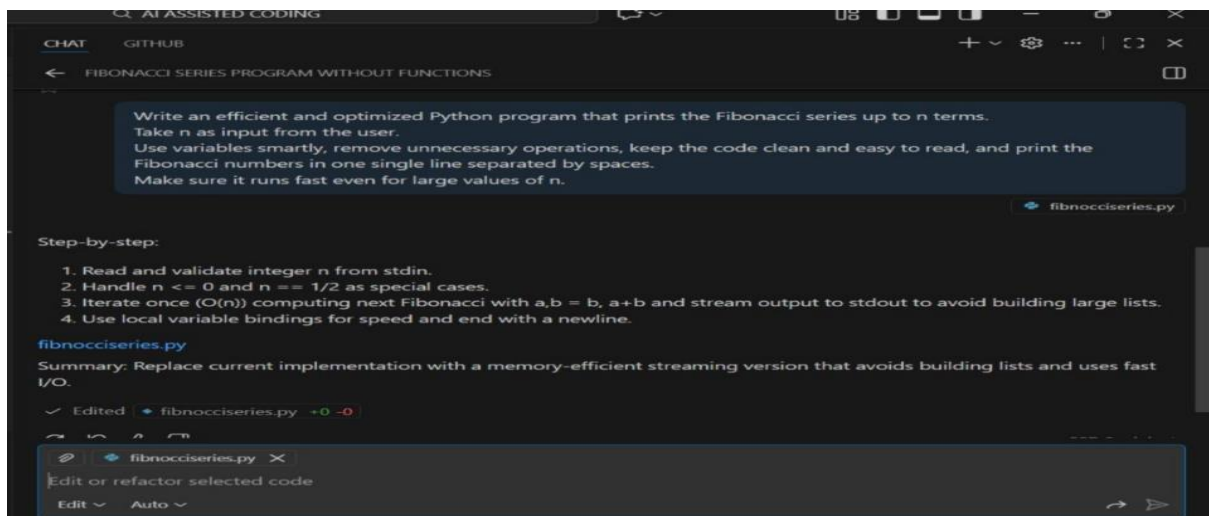 AI ASSISTED CODING
CHAT GITHUB
FIBONACCI SERIES PROGRAM WITHOUT FUNCTIONS
Write an efficient and optimized Python program that prints the Fibonacci series up to n terms.
Take n as input from the user.
Use variables smartly, remove unnecessary operations, keep the code clean and easy to read, and print the
Fibonacci numbers in one single line separated by spaces.
Make sure it runs fast even for large values of n.
fibnocciseries.py
Step-by-step:
1. Read and validate integer n from stdin.
2. Handle n <= 0 and n == 1/2 as special cases.
3. Iterate once (O(n)) computing next Fibonacci with a,b = b, a+b and stream output to stdout to avoid building large lists.
4. Use local variable bindings for speed and end with a newline.
fibnocciseries.py
Summary: Replace current implementation with a memory-efficient streaming version that avoids building lists and uses fast
I/O.
Edited fibnocciseries.py +0 -0
fibnocciseries.py
Edit or refactor selected code
Edit Auto